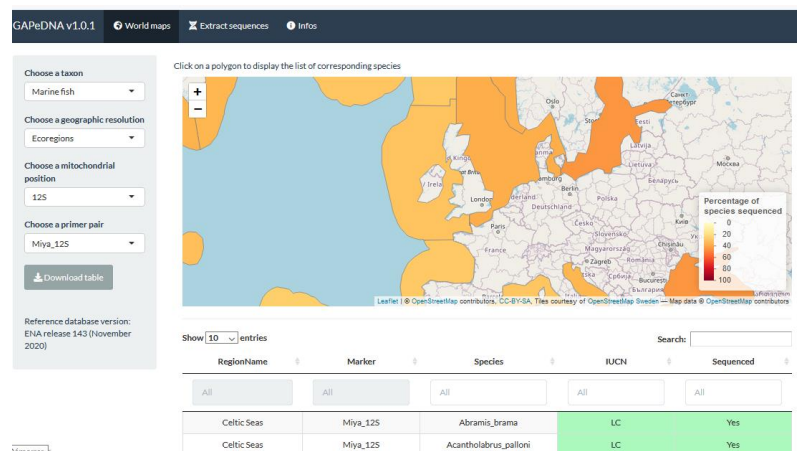 GAPeDNA v1.0.1 World maps Extract sequences Infos
Choose a taxon
Marine fish
Choose a geographic resolution
Ecoregions
Choose a mitochondrial
position
12S
Choose a primer pair
Miya_12S
Download table
Reference database version:
ENA release 143 (November
2020)
Click on a polygon to display the list of corresponding species
+
−
Oslo
Санкт
Eesti
Latvija
Lietuva
Москва
Беларусь
London
Berlin
Polska
Deutschland
Paris
Česko
Київ
Slovensko
France
Magyarország
Chișinău
Zagreb
România
București
България
Percentage of
species sequenced
0
20
40
60
80
100
Leaflet | © OpenStreetMap contributors, CC-BY-SA, Tiles courtesy of OpenStreetMap Sweden — Map data © OpenStreetMap contributors
Show 10 entries
Search:
RegionName Marker Species IUCN Sequenced
All All All All All
Celtic Seas Miya_12S Abramis_brama LC Yes
Celtic Seas Miya_12S Acantholabrus_palloni LC Yes